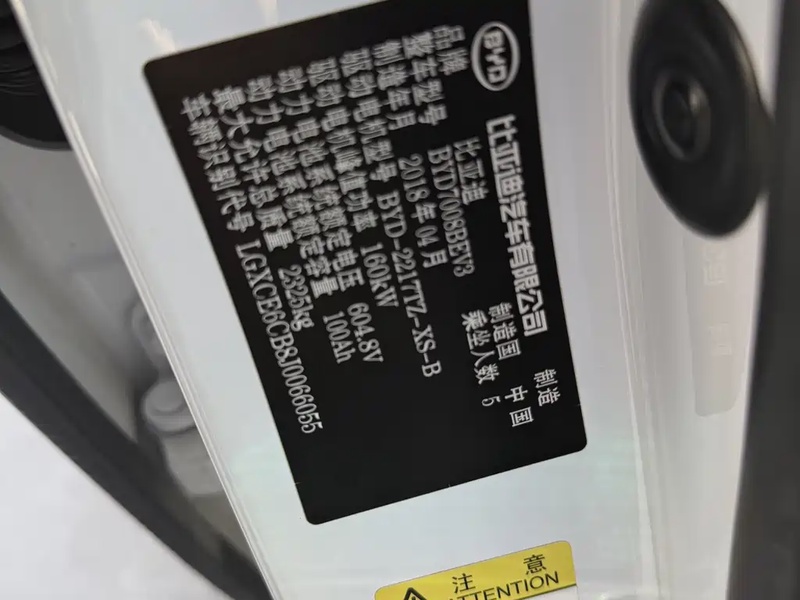 BYD 比亚迪汽车有限公司 制造
品牌 比亚迪 制造国 中国
整车型号 BYD7008BEV3 乘坐人数 5
制造年月 2018年04月
驱动电机型号 BYD-2217TZ-XS-B
驱动电机峰值功率 160kW
动力电池系统额定电压 604.8V
动力电池系统额定容量 100Ah
最大允许总质量 2325kg
车辆识别代号 LGXCE6CB8J0066055
注 意
ATTENTION